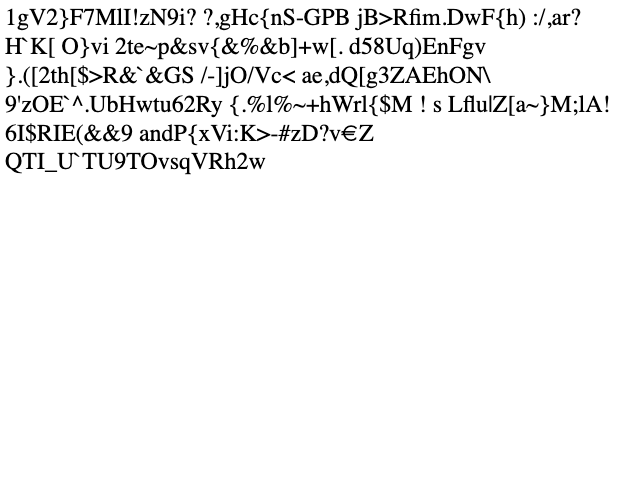 1gV2}F7MlI!zN9i? ?,gHc{nS-GPB jB>Rfim.DwF{h) :/,ar?
H`K[ O}vi 2te~p&sv{&%&b]+w[. d58Uq)EnFgv
}.([2th[$>R&`&GS /-]jO/Vc< ae,dQ[g3ZAEhON\
9'zOE`^.UbHwtu62Ry {.%l%~+hWrl{$M ! s Lflu|Z[a~}M;lA!
6I$RIE(&&9 andP{xVi:K>-#zD?v€Z
QTI_U`TU9TOvsqVRh2w